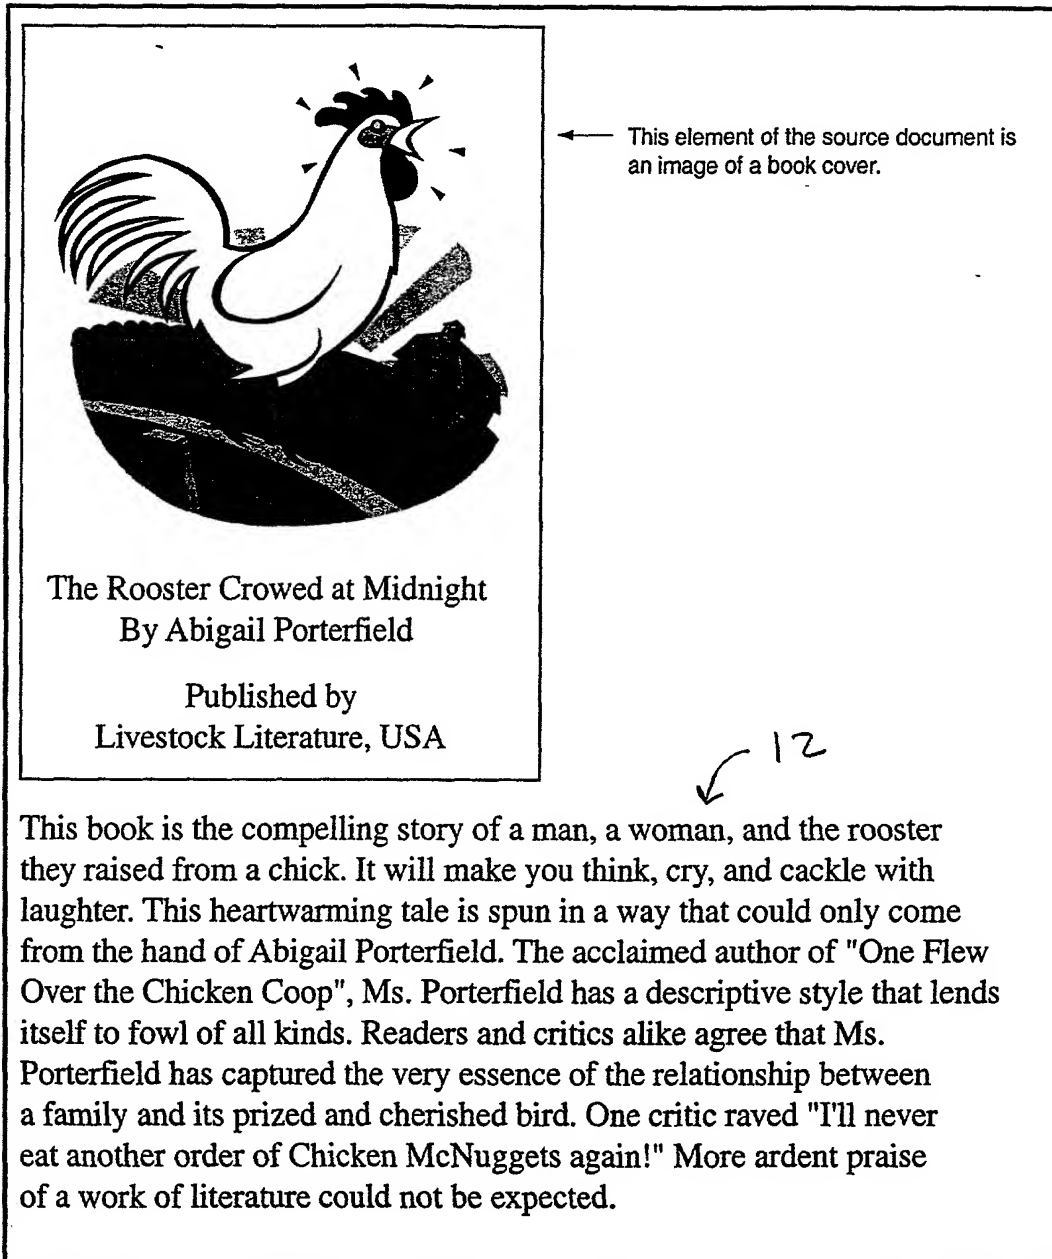 This element of the source document is
an image of a book cover.
The Rooster Crowed at Midnight
By Abigail Porterfield
Published by
Livestock Literature, USA
12
This book is the compelling story of a man, a woman, and the rooster
they raised from a chick. It will make you think, cry, and cackle with
laughter. This heartwarming tale is spun in a way that could only come
from the hand of Abigail Porterfield. The acclaimed author of "One Flew
Over the Chicken Coop", Ms. Porterfield has a descriptive style that lends
itself to fowl of all kinds. Readers and critics alike agree that Ms.
Porterfield has captured the very essence of the relationship between
a family and its prized and cherished bird. One critic raved "I'll never
eat another order of Chicken McNuggets again!" More ardent praise
of a work of literature could not be expected.